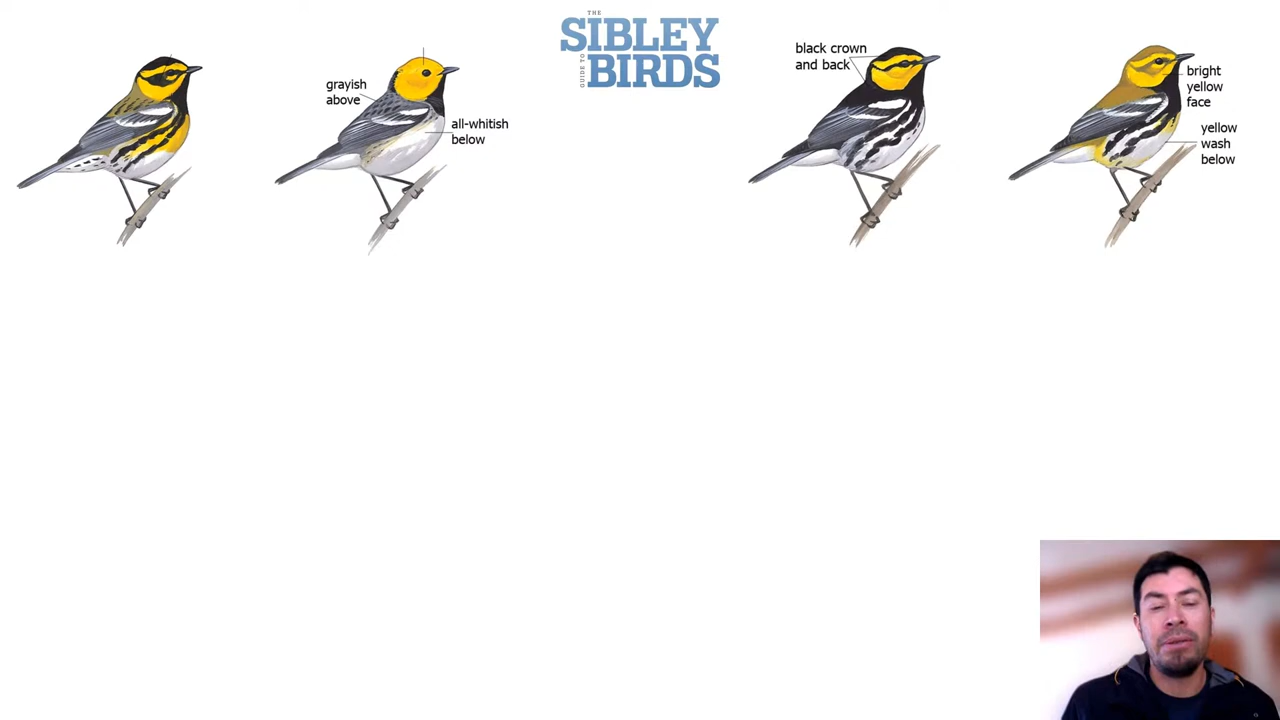 THE
SIBLEY
GUIDE TO
BIRDS
grayish
above
all-whitish
below
black crown
and back
bright
yellow
face
yellow
wash
below